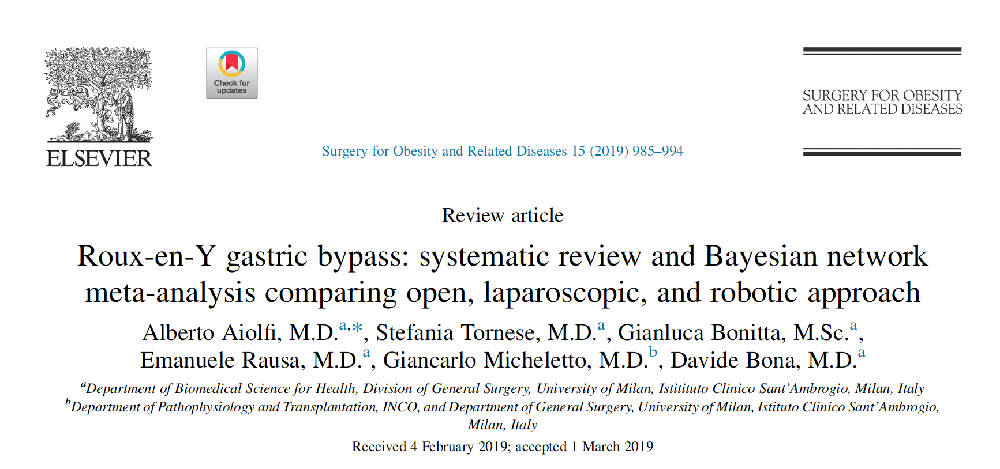 NON SOLUS
ELSEVIER
Check for
updates
SURGERY FOR OBESITY
AND RELATED DISEASES
Surgery for Obesity and Related Diseases 15 (2019) 985–994
Review article
Roux-en-Y gastric bypass: systematic review and Bayesian network
meta-analysis comparing open, laparoscopic, and robotic approach
Alberto Aiolfi, M.D.a,*, Stefania Tornese, M.D.a, Gianluca Bonitta, M.Sc.a,
Emanuele Rausa, M.D.a, Giancarlo Micheletto, M.D.b, Davide Bona, M.D.a
aDepartment of Biomedical Science for Health, Division of General Surgery, University of Milan, Istitituto Clinico Sant’Ambrogio, Milan, Italy
bDepartment of Pathophysiology and Transplantation, INCO, and Department of General Surgery, University of Milan, Istituto Clinico Sant’Ambrogio,
Milan, Italy
Received 4 February 2019; accepted 1 March 2019